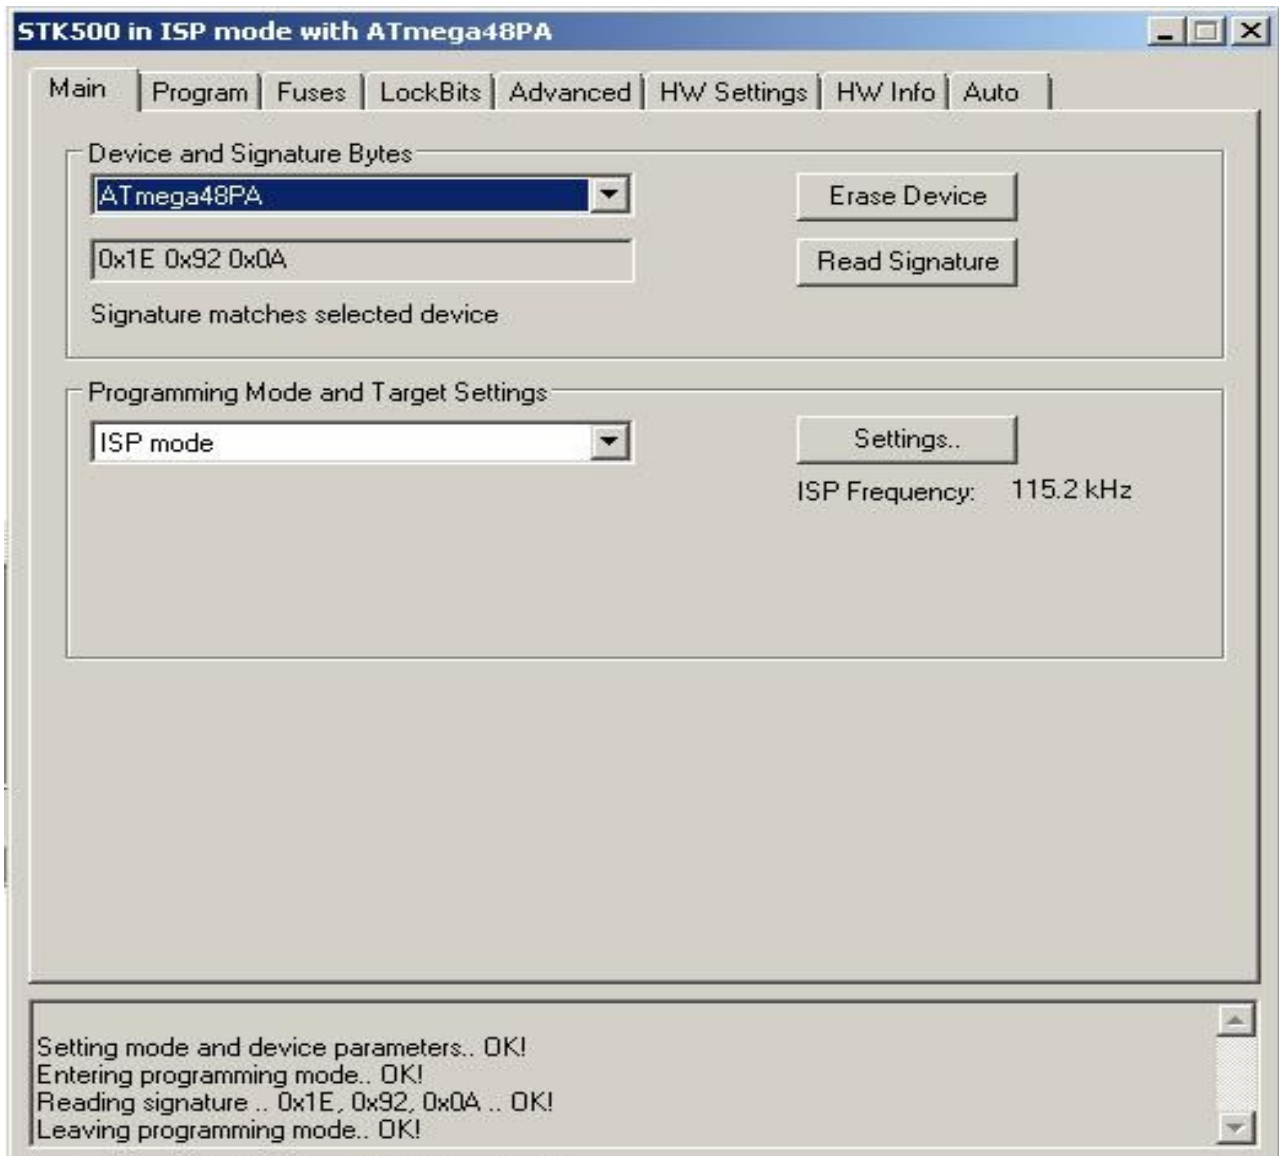 STK500 in ISP mode with ATmega48PA
Main Program Fuses LockBits Advanced HW Settings HW Info Auto
Device and Signature Bytes
ATmega48PA
Erase Device
0x1E 0x92 0x0A
Read Signature
Signature matches selected device
Programming Mode and Target Settings
ISP mode
Settings..
ISP Frequency: 115.2 kHz
Setting mode and device parameters.. OK!
Entering programming mode.. OK!
Reading signature .. 0x1E, 0x92, 0x0A .. OK!
Leaving programming mode.. OK!